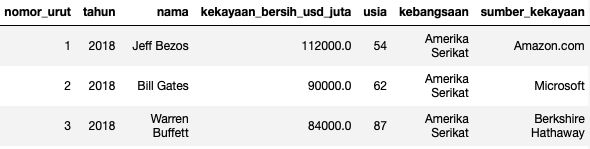 nomor_urut tahun nama kekayaan_bersih_usd_juta usia kebangsaan sumber_kekayaan
1 2018 Jeff Bezos 112000.0 54 Amerika Serikat Amazon.com
2 2018 Bill Gates 90000.0 62 Amerika Serikat Microsoft
3 2018 Warren Buffett 84000.0 87 Amerika Serikat Berkshire Hathaway